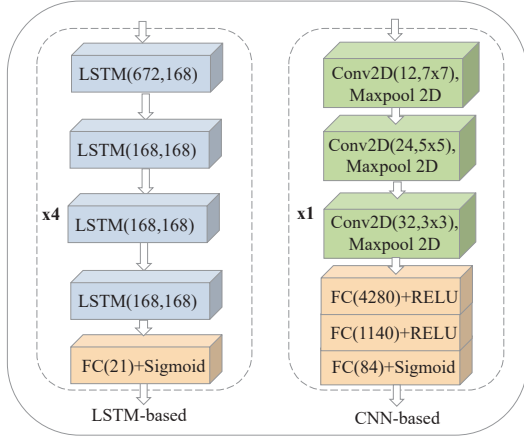 LSTM(672,168)
LSTM(168,168)
x4
LSTM(168,168)
LSTM(168,168)
FC(21)+Sigmoid
LSTM-based
Conv2D(12,7x7),
Maxpool 2D
Conv2D(24,5x5),
Maxpool 2D
x1
Conv2D(32,3x3),
Maxpool 2D
FC(4280)+RELU
FC(1140)+RELU
FC(84)+Sigmoid
CNN-based